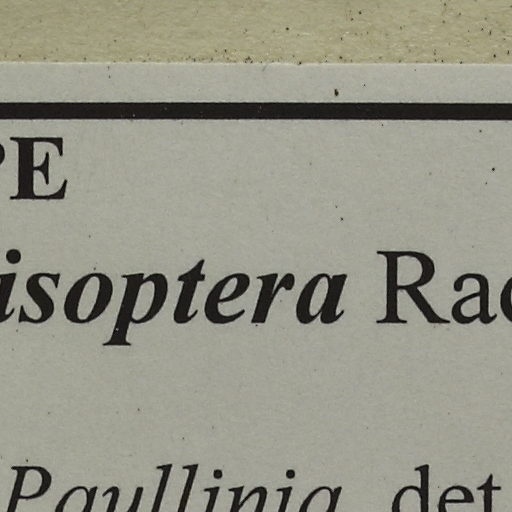 PE
isoptera Rad
Paullinia, det